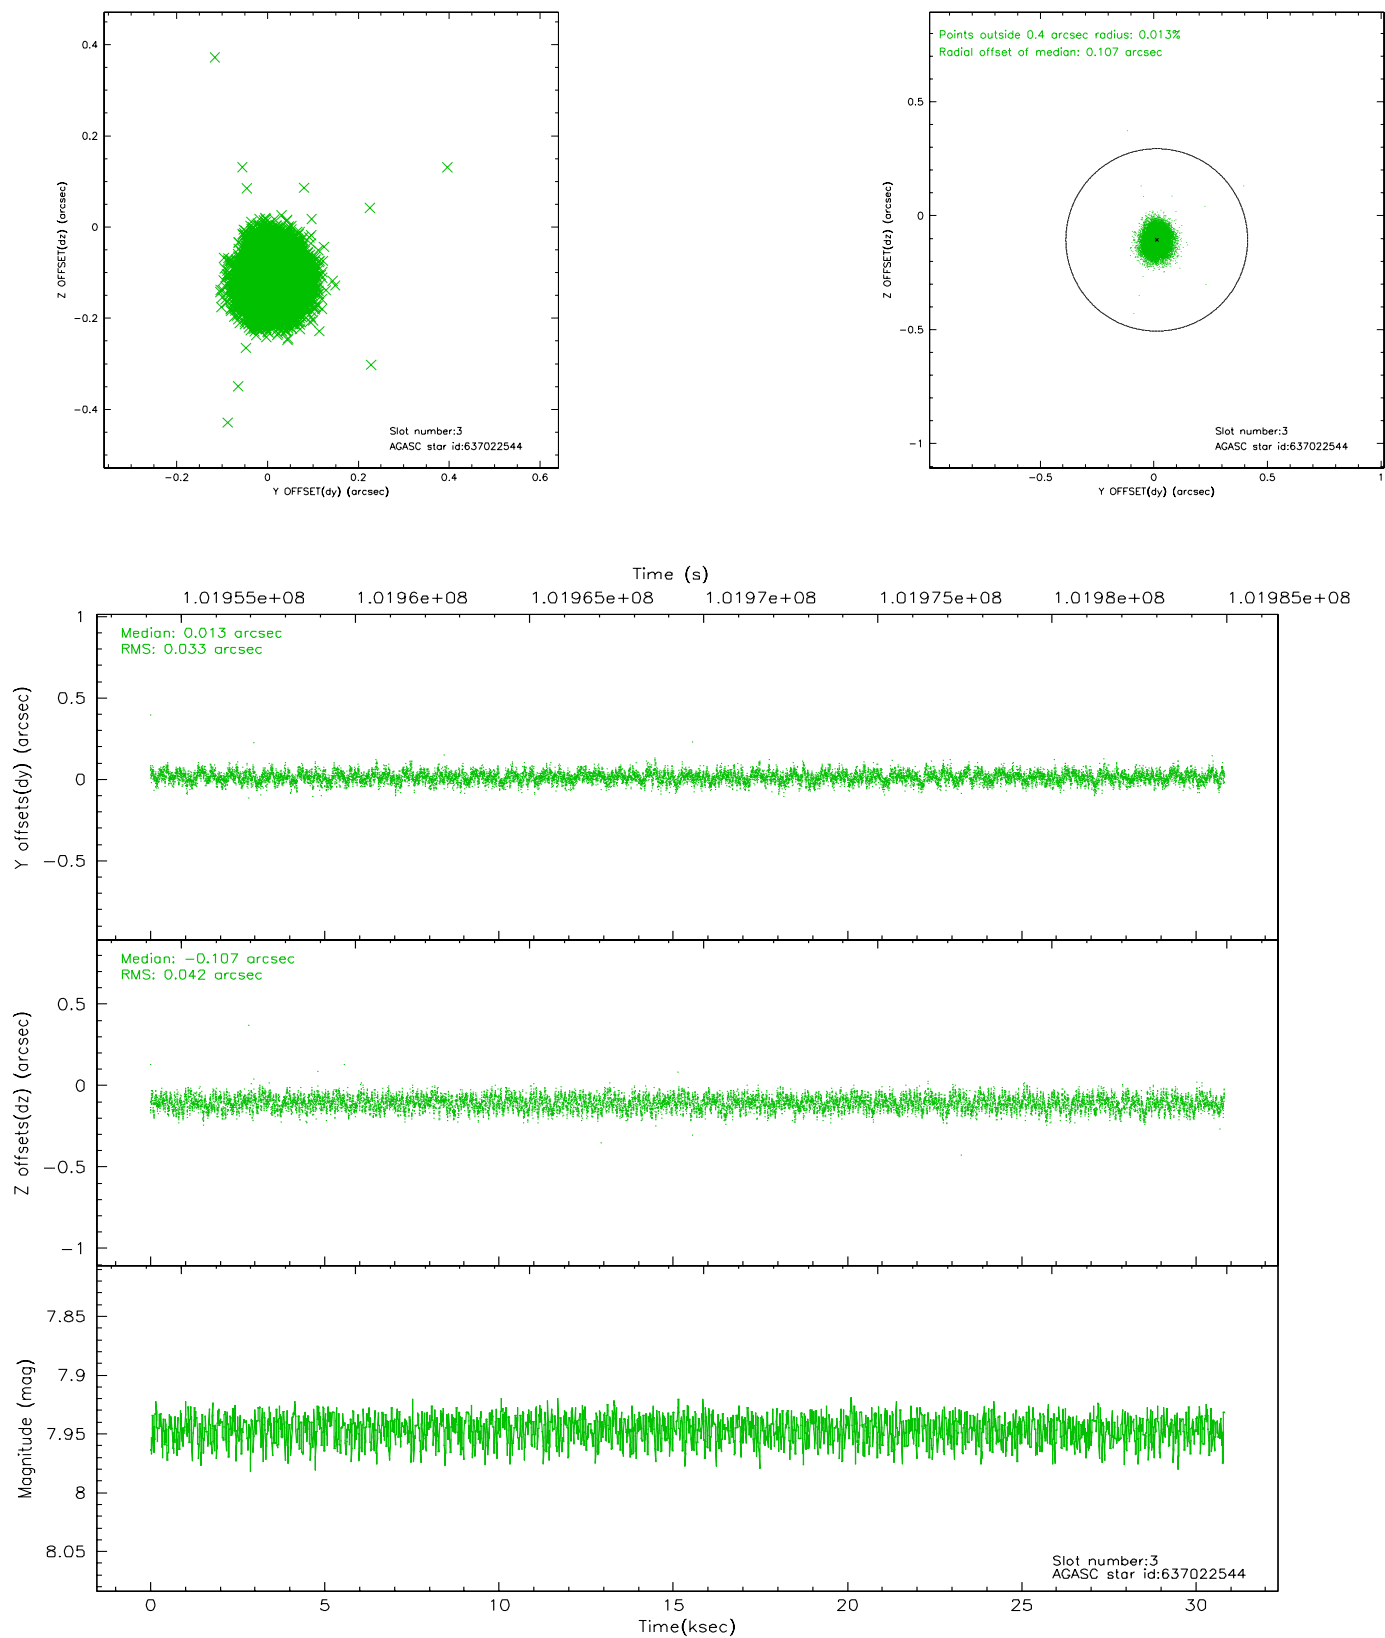 0.4
0.2
0
−0.2
−0.4
Z OFFSET(dz) (arcsec)
Slot number:3
AGASC star id:637022544
−0.2 0 0.2 0.4 0.6
Y OFFSET(dy) (arcsec)
Points outside 0.4 arcsec radius: 0.013%
Radial offset of median: 0.107 arcsec
0.5
0
−0.5
−1
Z OFFSET(dz) (arcsec)
Slot number:3
AGASC star id:637022544
−0.5 0 0.5 1
Y OFFSET(dy) (arcsec)
Time (s)
1.01955e+08 1.0196e+08 1.01965e+08 1.0197e+08 1.01975e+08 1.0198e+08 1.01985e+08
Median: 0.013 arcsec
RMS: 0.033 arcsec
1
0.5
0
−0.5
Y offsets(dy) (arcsec)
Median: −0.107 arcsec
RMS: 0.042 arcsec
0.5
0
−0.5
−1
Z offsets(dz) (arcsec)
7.85
7.9
7.95
8
8.05
Magnitude (mag)
Slot number:3
AGASC star id:637022544
0 5 10 15 20 25 30
Time(ksec)